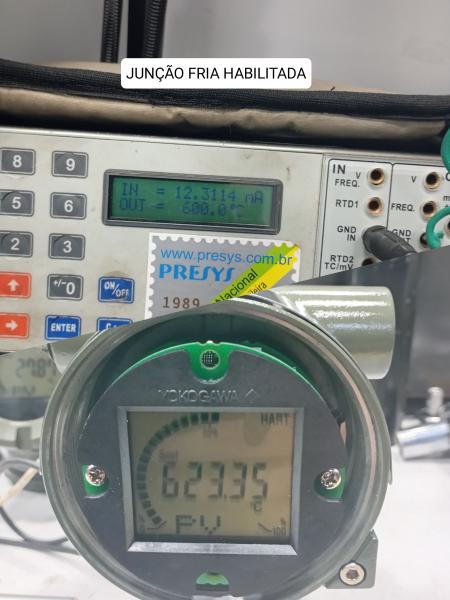 JUNÇÃO FRIA HABILITADA
8 9
5 6
2 3
+/- 0 ON/OFF
ENTER
IN = 12.3114 mA
OUT = 600.0°C
IN
V
FREQ.
RTD1
GND
IN
RTD2
TC/mV
V
FREQ.
www.presys.com.br
PRESYS
Nacional
1989
YOKOGAWA
HART
623.35
°C
PV
%
100